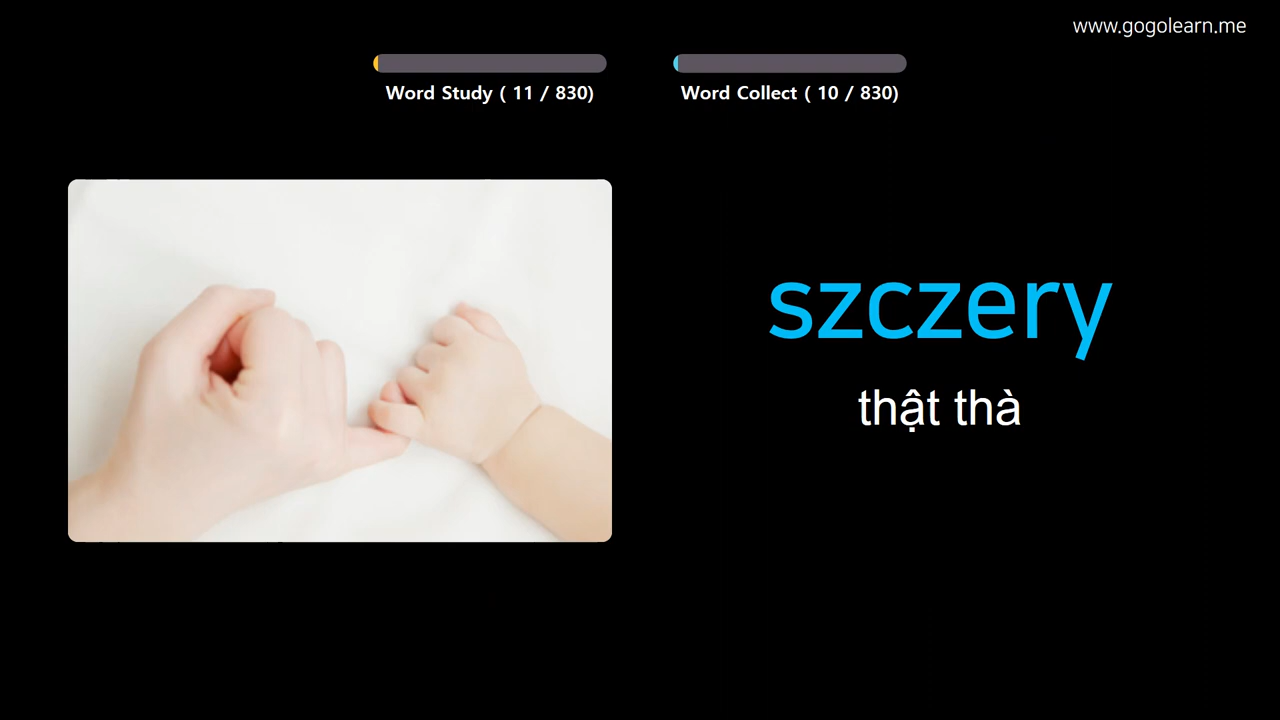 www.gogolearn.me
Word Study ( 11 / 830)
Word Collect ( 10 / 830)
szczery
thật thà